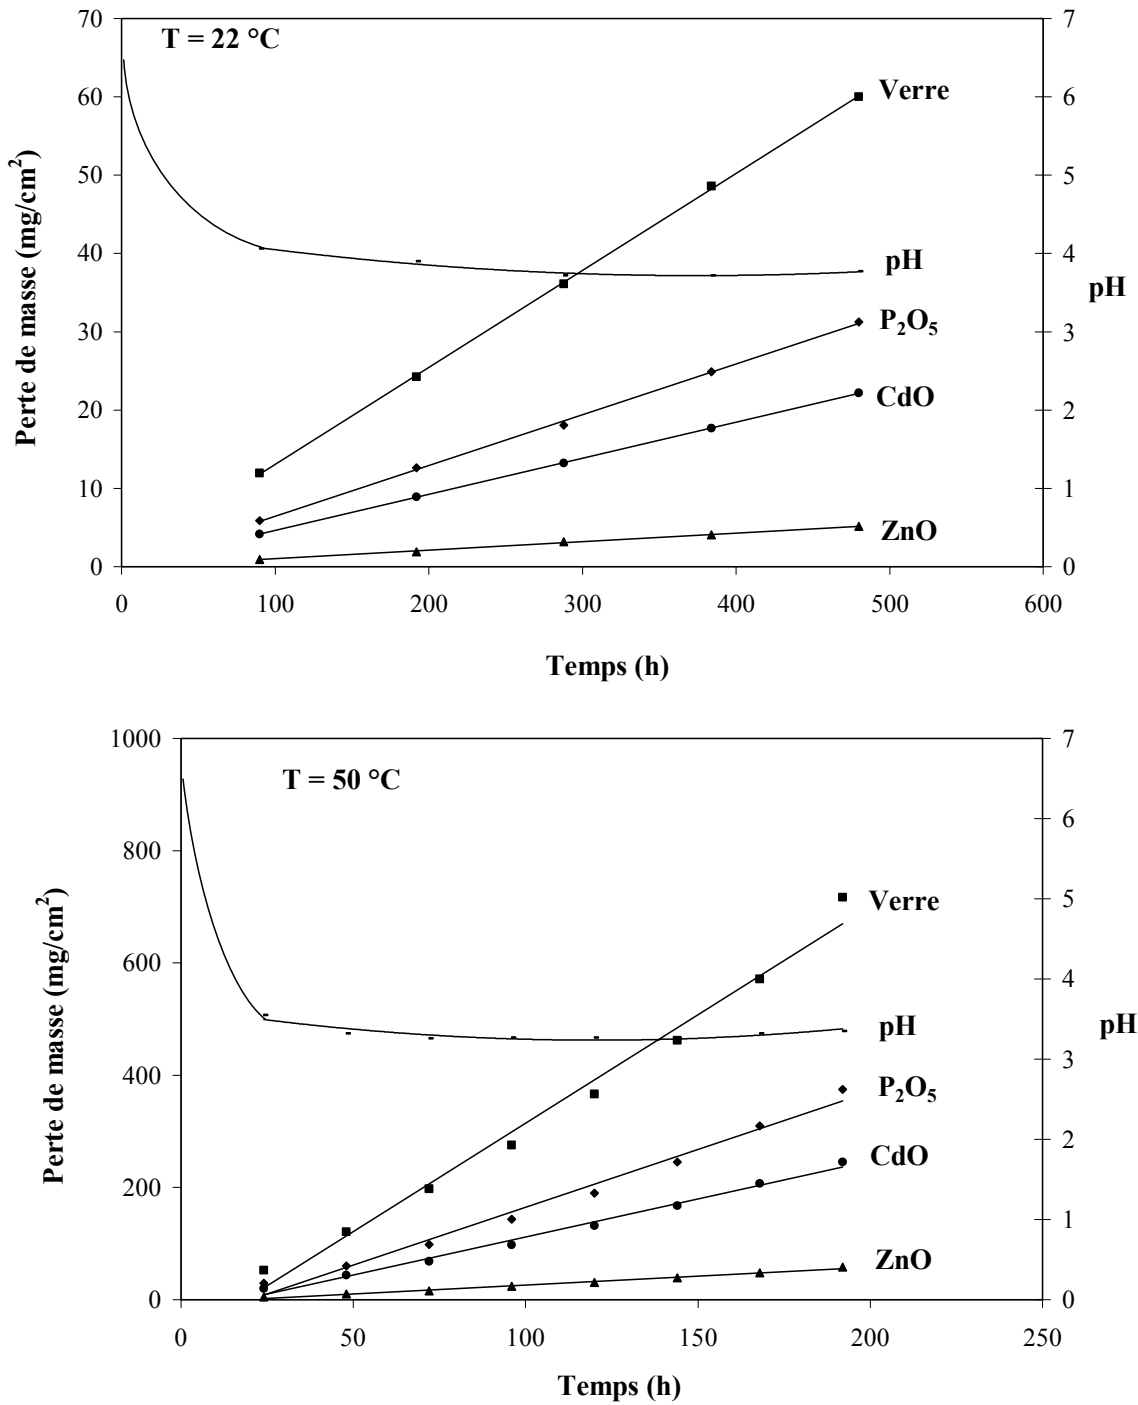 70
60
50
40
30
20
10
0
T = 22 °C
7
6
5
4
3
2
1
0
Verre
pH
P₂O₅
CdO
ZnO
Perte de masse (mg/cm²)
pH
0 100 200 300 400 500 600
Temps (h)
1000
800
600
400
200
0
T = 50 °C
7
6
5
4
3
2
1
0
Verre
pH
P₂O₅
CdO
ZnO
Perte de masse (mg/cm²)
pH
0 50 100 150 200 250
Temps (h)